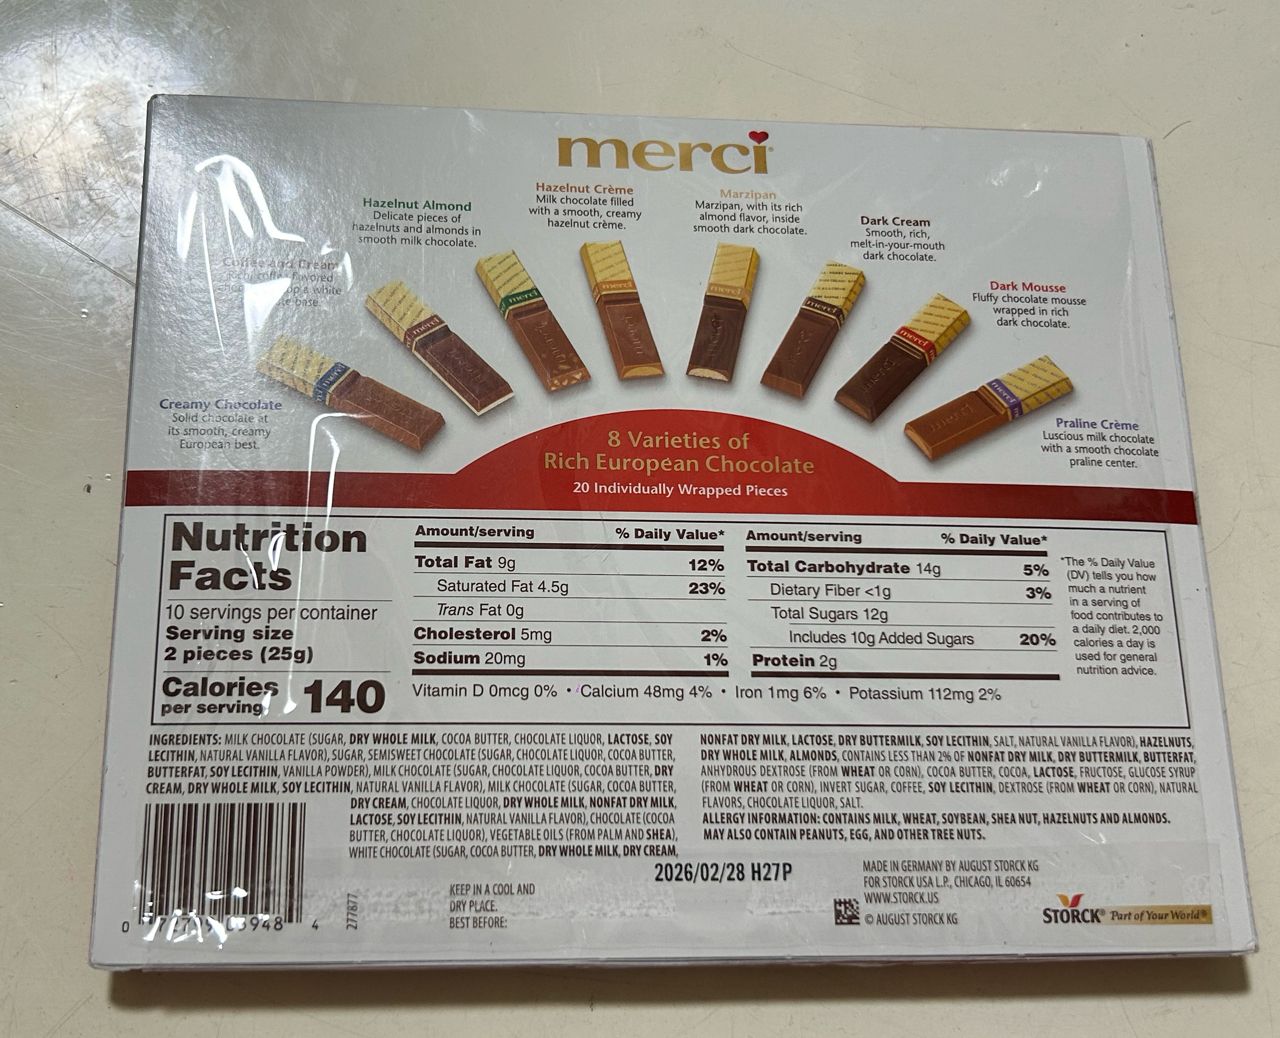 merci
Hazelnut Almond
Delicate pieces of
hazelnuts and almonds in
smooth milk chocolate.
Hazelnut Crème
Milk chocolate filled
with a smooth, creamy
hazelnut crème.
Marzipan
Marzipan, with its rich
almond flavor, inside
smooth dark chocolate.
Dark Cream
Smooth, rich,
melt-in-your-mouth
dark chocolate.
Coffee and Cream
flavored
a white
base.
Dark Mousse
Fluffy chocolate mousse
wrapped in rich
dark chocolate.
Creamy Chocolate
Solid chocolate at
its smooth, creamy
European best.
Praline Crème
Luscious milk chocolate
with a smooth chocolate
praline center.
merci
merci
merci
merci
merci
merci
merci
8 Varieties of
Rich European Chocolate
20 Individually Wrapped Pieces
Nutrition
Facts
10 servings per container
Serving size
2 pieces (25g)
Calories 140
per serving
Amount/serving % Daily Value*
Total Fat 9g 12%
Saturated Fat 4.5g 23%
Trans Fat 0g
Cholesterol 5mg 2%
Sodium 20mg 1%
Amount/serving % Daily Value*
Total Carbohydrate 14g 5%
Dietary Fiber <1g 3%
Total Sugars 12g
Includes 10g Added Sugars 20%
Protein 2g
Vitamin D 0mcg 0% • Calcium 48mg 4% • Iron 1mg 6% • Potassium 112mg 2%
*The % Daily Value
(DV) tells you how
much a nutrient
in a serving of
food contributes to
a daily diet. 2,000
calories a day is
used for general
nutrition advice.
INGREDIENTS: MILK CHOCOLATE (SUGAR, DRY WHOLE MILK, COCOA BUTTER, CHOCOLATE LIQUOR, LACTOSE, SOY
LECITHIN, NATURAL VANILLA FLAVOR), SUGAR, SEMISWEET CHOCOLATE (SUGAR, CHOCOLATE LIQUOR, COCOA BUTTER,
BUTTERFAT, SOY LECITHIN, VANILLA POWDER), MILK CHOCOLATE (SUGAR, CHOCOLATE LIQUOR, COCOA BUTTER, DRY
CREAM, DRY WHOLE MILK, SOY LECITHIN, NATURAL VANILLA FLAVOR), MILK CHOCOLATE (SUGAR, COCOA BUTTER,
DRY CREAM, CHOCOLATE LIQUOR, DRY WHOLE MILK, NONFAT DRY MILK,
LACTOSE, SOY LECITHIN, NATURAL VANILLA FLAVOR), CHOCOLATE (COCOA
BUTTER, CHOCOLATE LIQUOR), VEGETABLE OILS (FROM PALM AND SHEA),
WHITE CHOCOLATE (SUGAR, COCOA BUTTER, DRY WHOLE MILK, DRY CREAM,
NONFAT DRY MILK, LACTOSE, DRY BUTTERMILK, SOY LECITHIN, SALT, NATURAL VANILLA FLAVOR), HAZELNUTS,
DRY WHOLE MILK, ALMONDS, CONTAINS LESS THAN 2% OF NONFAT DRY MILK, DRY BUTTERMILK, BUTTERFAT,
ANHYDROUS DEXTROSE (FROM WHEAT OR CORN), COCOA BUTTER, COCOA, LACTOSE, FRUCTOSE, GLUCOSE SYRUP
(FROM WHEAT OR CORN), INVERT SUGAR, COFFEE, SOY LECITHIN, DEXTROSE (FROM WHEAT OR CORN), NATURAL
FLAVORS, CHOCOLATE LIQUOR, SALT.
ALLERGY INFORMATION: CONTAINS MILK, WHEAT, SOYBEAN, SHEA NUT, HAZELNUTS AND ALMONDS.
MAY ALSO CONTAIN PEANUTS, EGG, AND OTHER TREE NUTS.
277877
KEEP IN A COOL AND
DRY PLACE.
BEST BEFORE:
2026/02/28 H27P
MADE IN GERMANY BY AUGUST STORCK KG
FOR STORCK USA L.P., CHICAGO, IL 60654
WWW.STORCK.US
© AUGUST STORCK KG
STORCK® Part of Your World®